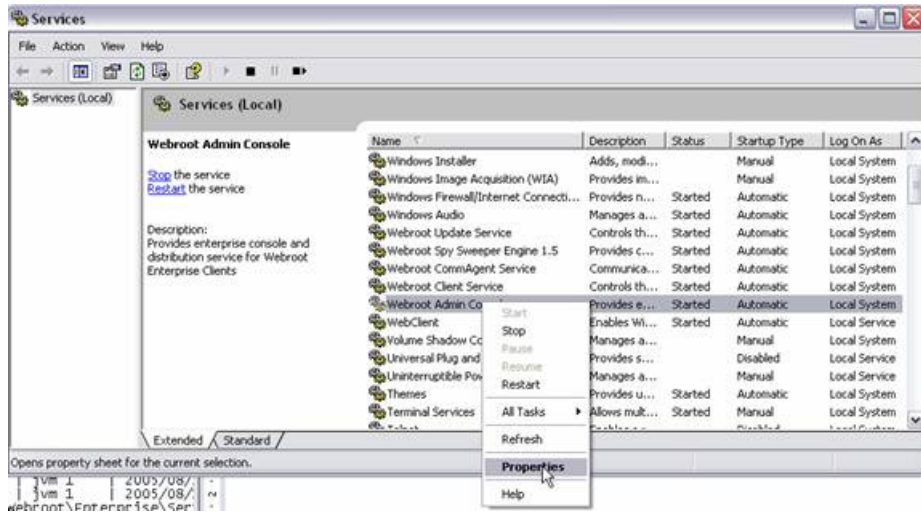 Services
File Action View Help
Services (Local)
Services (Local)
Webroot Admin Console
Stop the service
Restart the service
Description:
Provides enterprise console and
distribution service for Webroot
Enterprise Clients
Name Description Status Startup Type Log On As
Windows Installer Adds, modi... Manual Local System
Windows Image Acquisition (WIA) Provides im... Manual Local System
Windows Firewall/Internet Connecti... Provides n... Started Automatic Local System
Windows Audio Manages a... Started Automatic Local System
Webroot Update Service Controls th... Started Automatic Local System
Webroot Spy Sweeper Engine 1.5 Provides c... Started Automatic Local System
Webroot CommAgent Service Communica... Started Automatic Local System
Webroot Client Service Controls th... Started Automatic Local System
Webroot Admin Co Provides e... Started Automatic Local System
WebClient Enables Wi... Started Automatic Local Service
Volume Shadow Co Manages a... Manual Local System
Universal Plug and Provides s... Disabled Local Service
Uninterruptible Pow Manages a... Manual Local Service
Themes Provides u... Started Automatic Local System
Terminal Services Allows mult... Started Manual Local System
Start
Stop
Pause
Resume
Restart
All Tasks
Refresh
Properties
Help
Extended Standard
Opens property sheet for the current selection.
| jvm 1 | 2005/08/
| jvm 1 | 2005/08/
ebroot\Enterprise\Ser